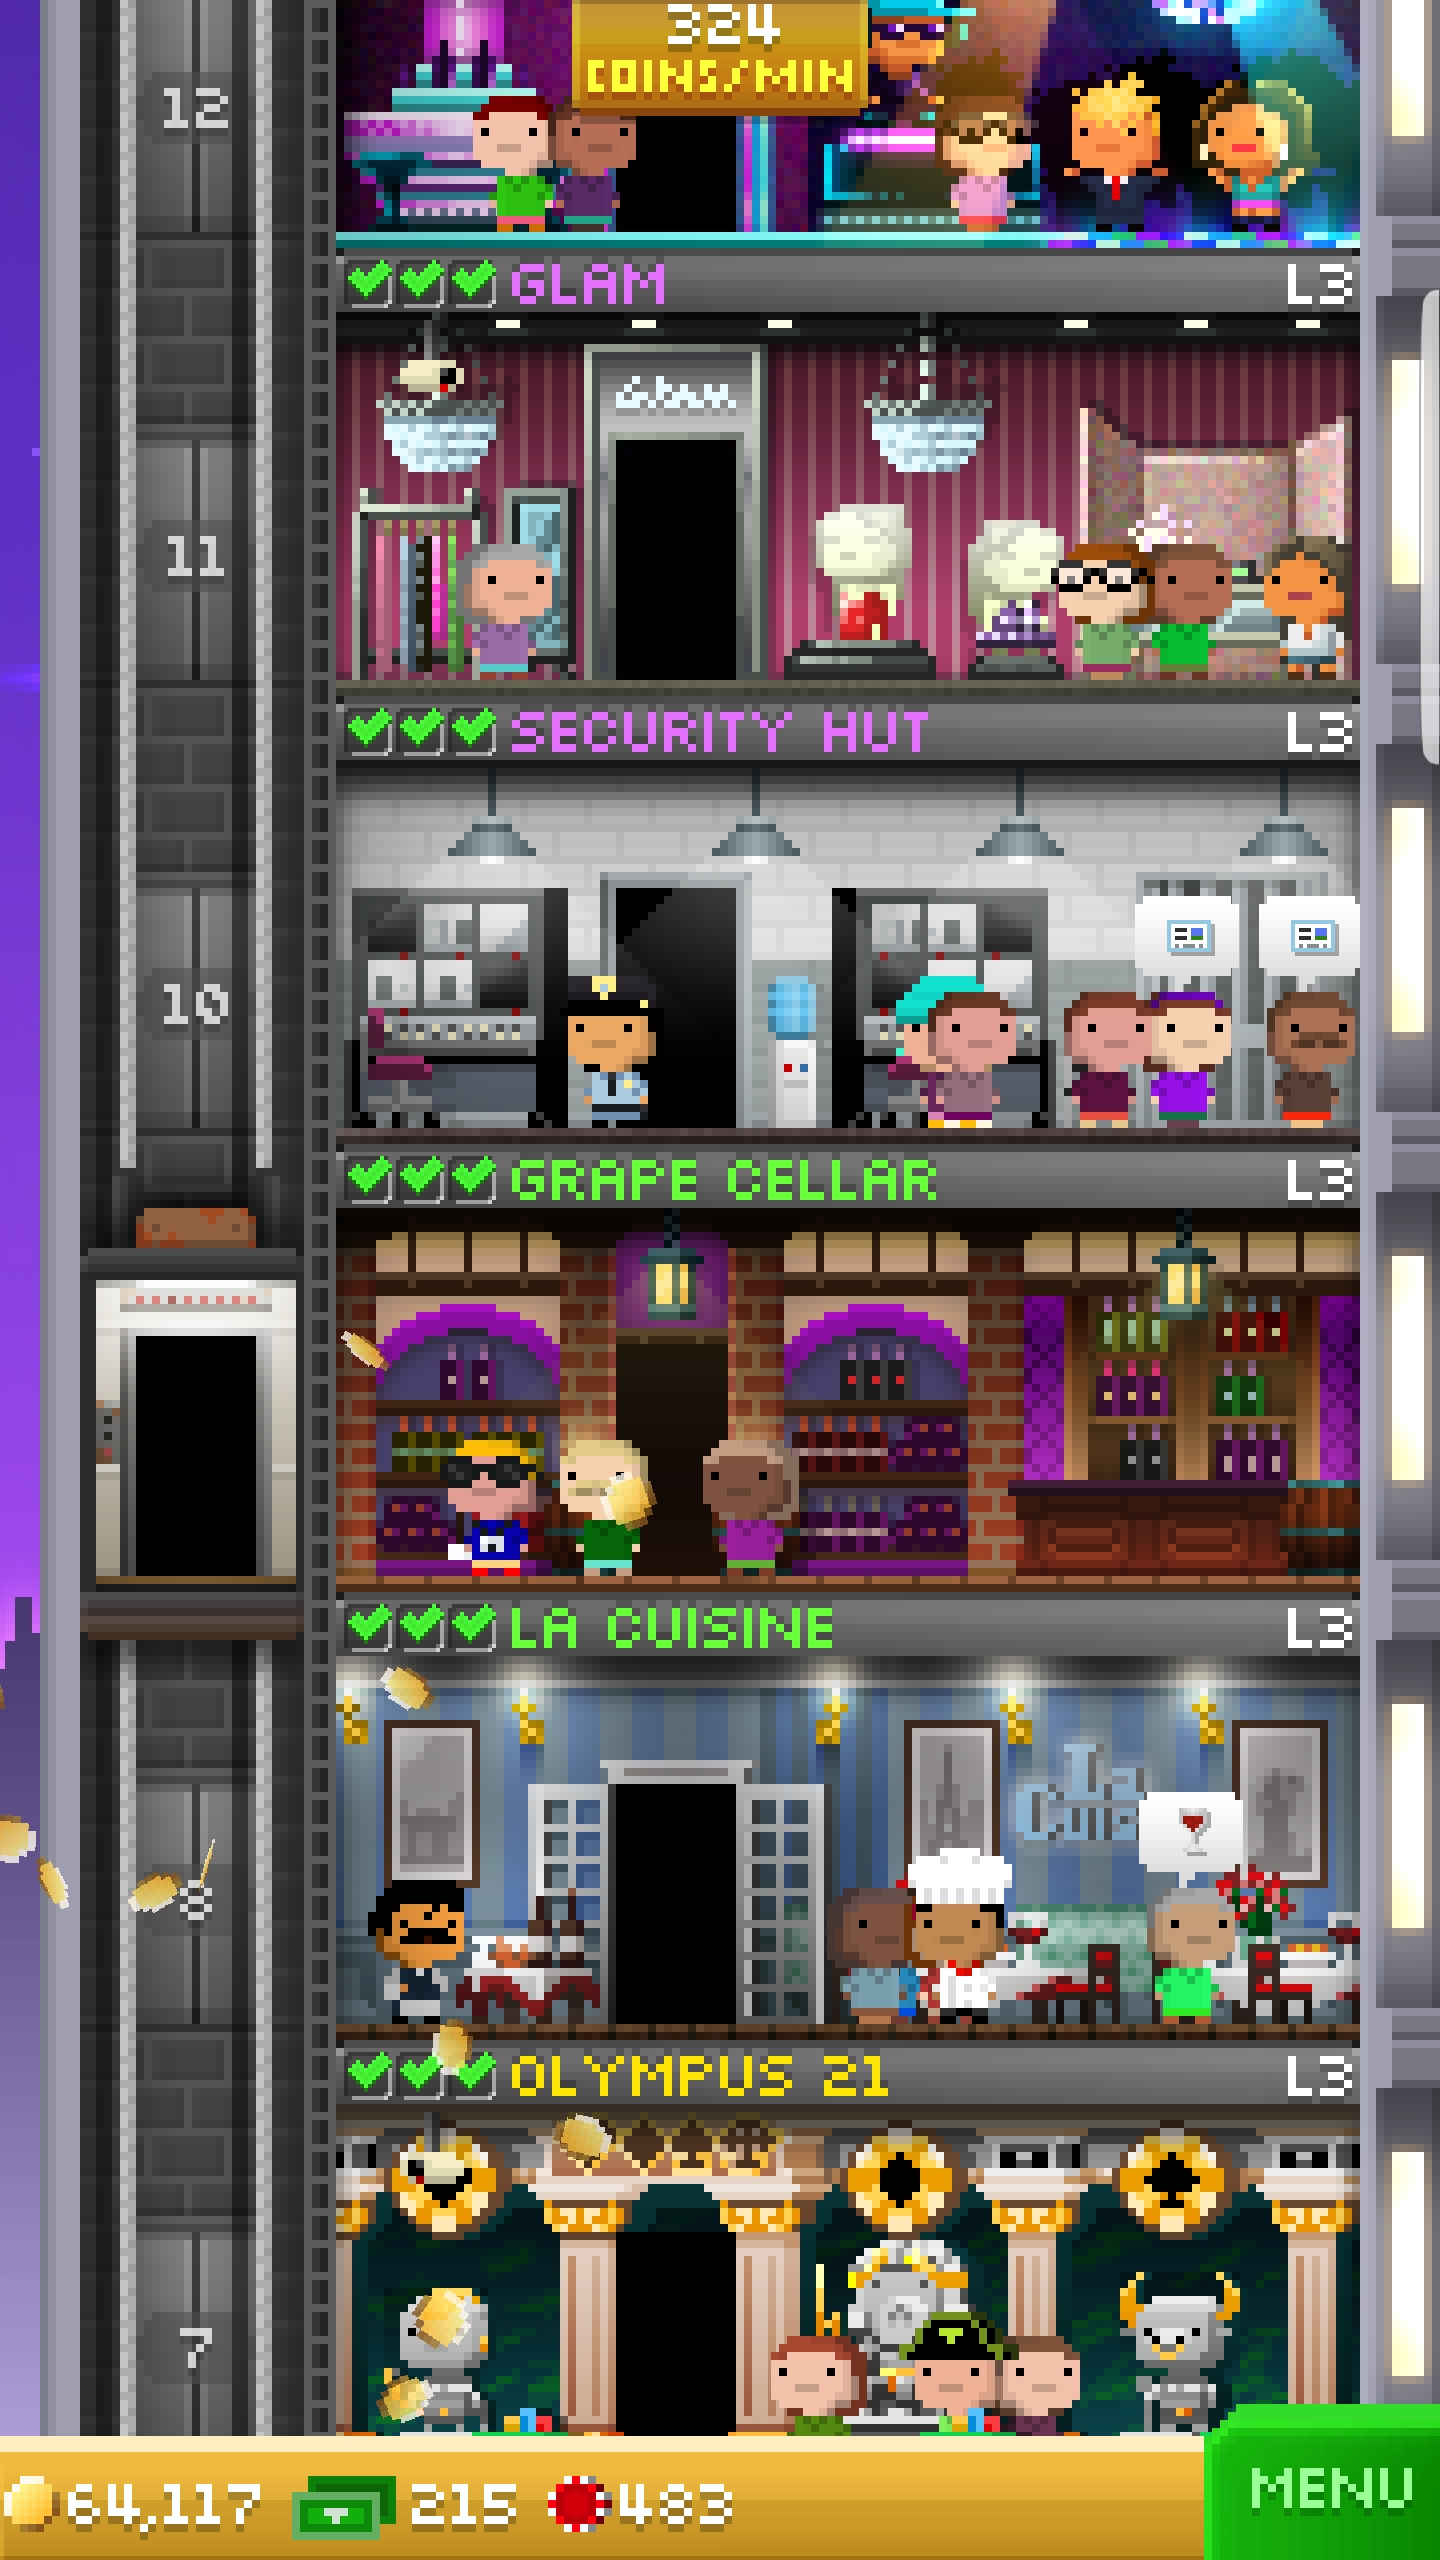 324
COINS/MIN
12
GLAM L3
Glam
11
SECURITY HUT L3
10
GRAPE CELLAR L3
LA CUISINE L3
La
8
OLYMPUS 21 L3
7
64,117 215 483
MENU